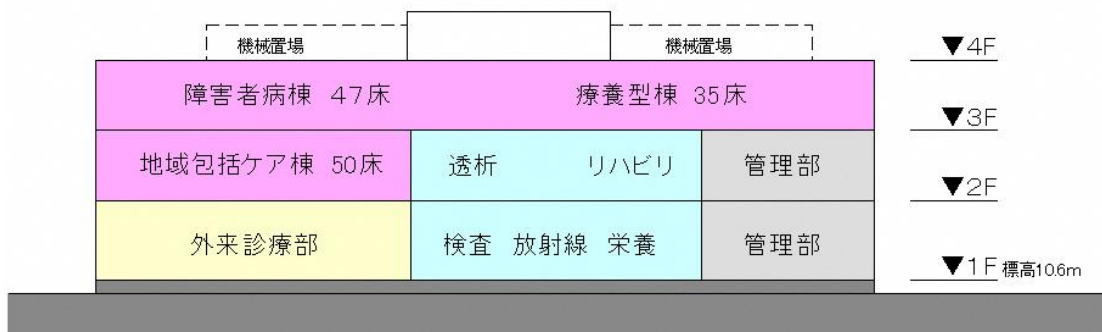 機械置場 機械置場
▼4F
障害者病棟 47床 療養型棟 35床
▼3F
地域包括ケア棟 50床 透析 リハビリ 管理部
▼2F
外来診療部 検査 放射線 栄養 管理部
▼1F 標高10.6m